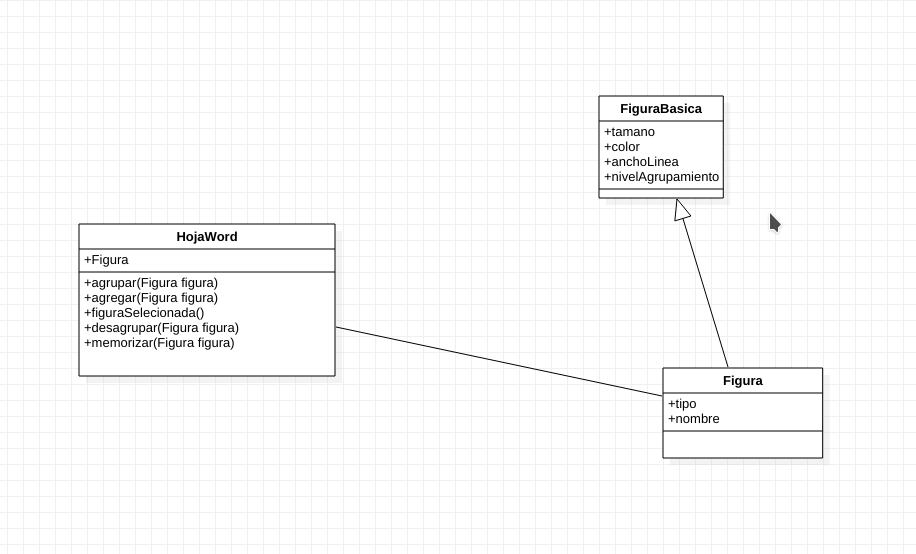 FiguraBasica
+tamano
+color
+anchoLinea
+nivelAgrupamiento
HojaWord
+Figura
+agrupar(Figura figura)
+agregar(Figura figura)
+figuraSelecionada()
+desagrupar(Figura figura)
+memorizar(Figura figura)
Figura
+tipo
+nombre